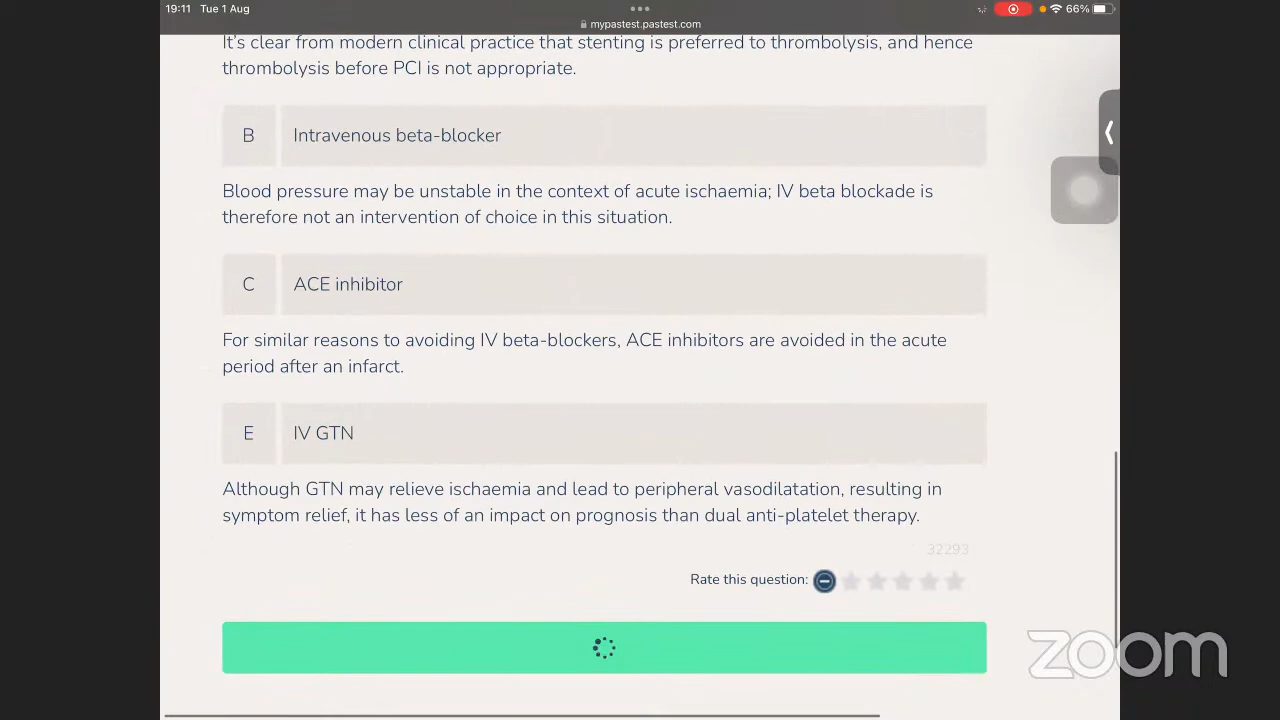 19:11 Tue 1 Aug
mypastest.pastest.com
66%
It's clear from modern clinical practice that stenting is preferred to thrombolysis, and hence
thrombolysis before PCI is not appropriate.
B Intravenous beta-blocker
Blood pressure may be unstable in the context of acute ischaemia; IV beta blockade is
therefore not an intervention of choice in this situation.
C ACE inhibitor
For similar reasons to avoiding IV beta-blockers, ACE inhibitors are avoided in the acute
period after an infarct.
E IV GTN
Although GTN may relieve ischaemia and lead to peripheral vasodilatation, resulting in
symptom relief, it has less of an impact on prognosis than dual anti-platelet therapy.
32293
Rate this question:
zoom